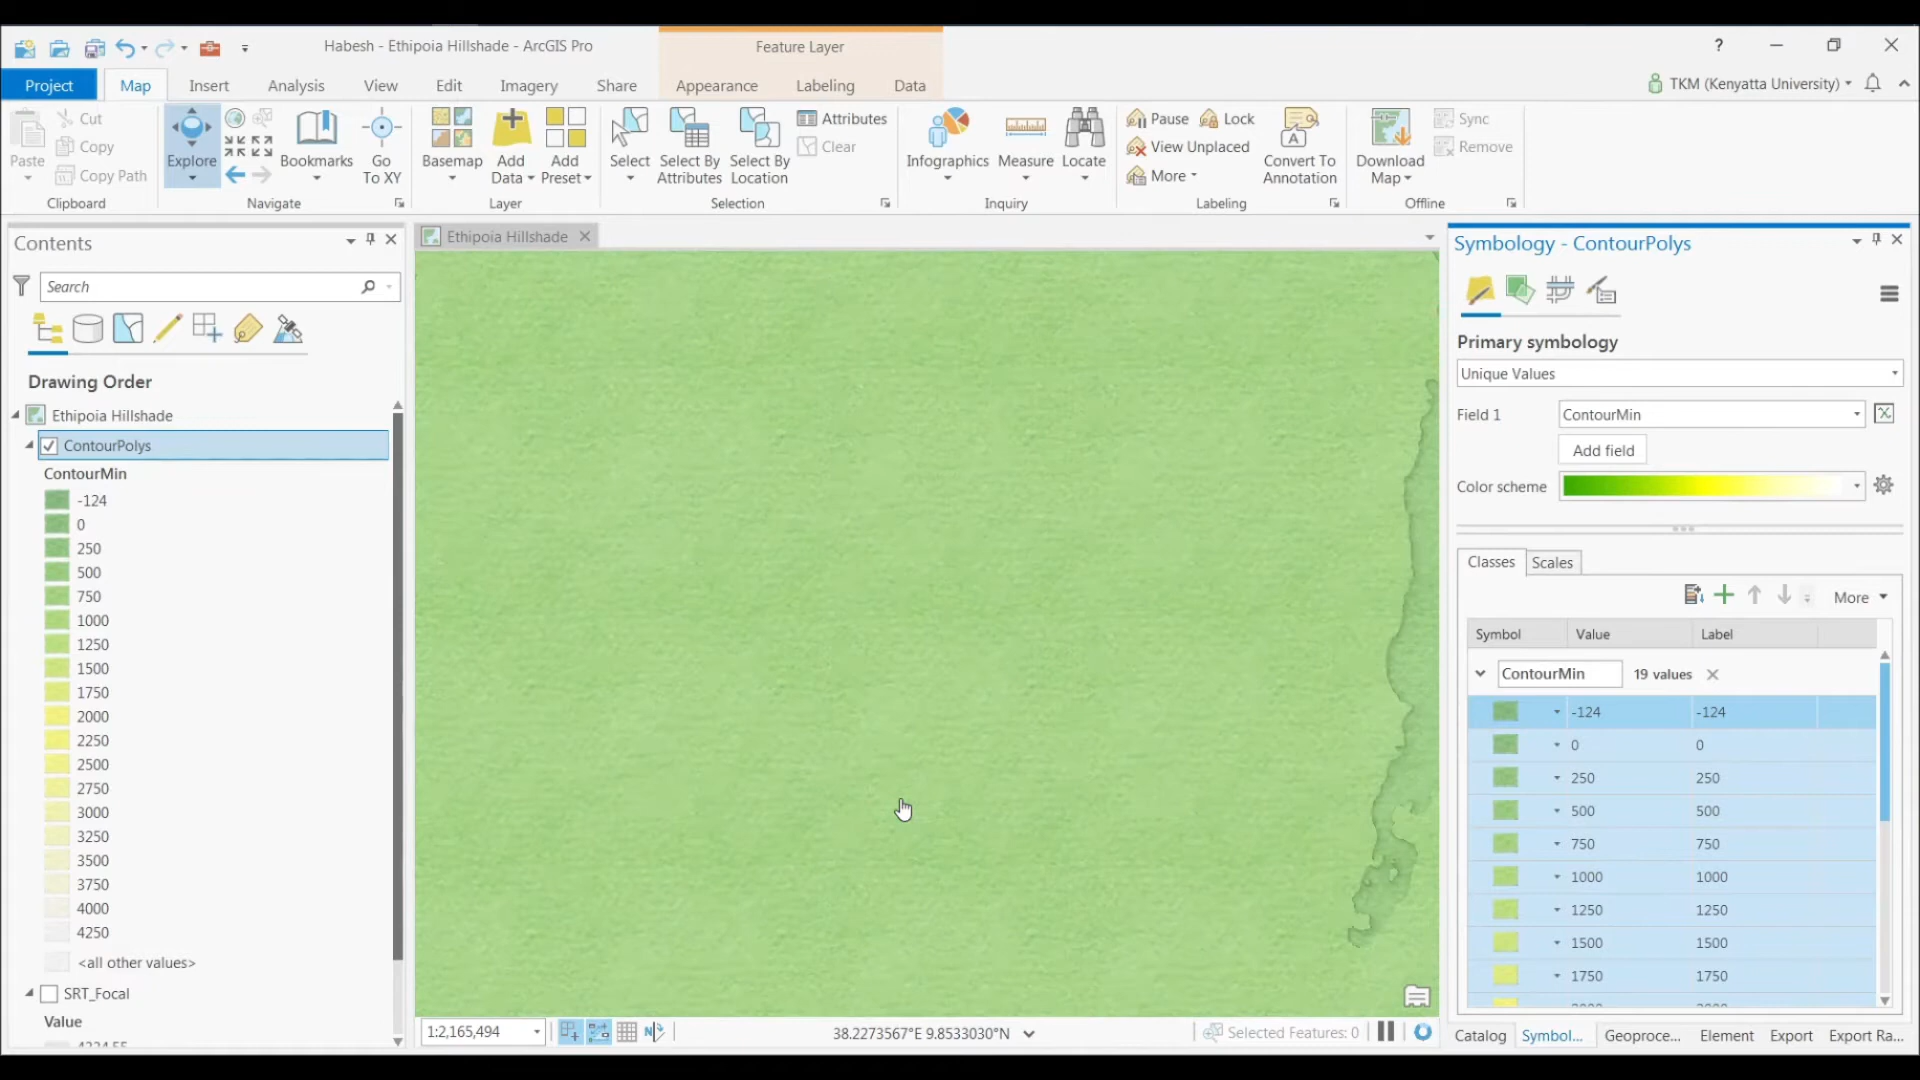 Habesh - Ethipoia Hillshade - ArcGIS Pro
Feature Layer
?
Project Map Insert Analysis View Edit Imagery Share Appearance Labeling Data
TKM (Kenyatta University)
Paste
Cut
Copy
Copy Path
Clipboard
Explore
Bookmarks
Go To XY
Navigate
Basemap
Add Data
Add Preset
Layer
Select
Select By Attributes
Select By Location
Attributes
Clear
Selection
Infographics
Measure
Locate
Inquiry
Pause
Lock
View Unplaced
More
A
Convert To Annotation
Labeling
Download Map
Sync
Remove
Offline
Contents
Search
Drawing Order
Ethipoia Hillshade
ContourPolys
ContourMin
-124
0
250
500
750
1000
1250
1500
1750
2000
2250
2500
2750
3000
3250
3500
3750
4000
4250
<all other values>
SRT_Focal
Value
Ethipoia Hillshade
1:2,165,494
38.2273567°E 9.8533030°N
Selected Features: 0
Symbology - ContourPolys
Primary symbology
Unique Values
Field 1 ContourMin
Add field
Color scheme
Classes Scales
More
Symbol Value Label
ContourMin 19 values
-124 -124
0 0
250 250
500 500
750 750
1000 1000
1250 1250
1500 1500
1750 1750
Catalog Symbol... Geoproce... Element Export Export Ra...